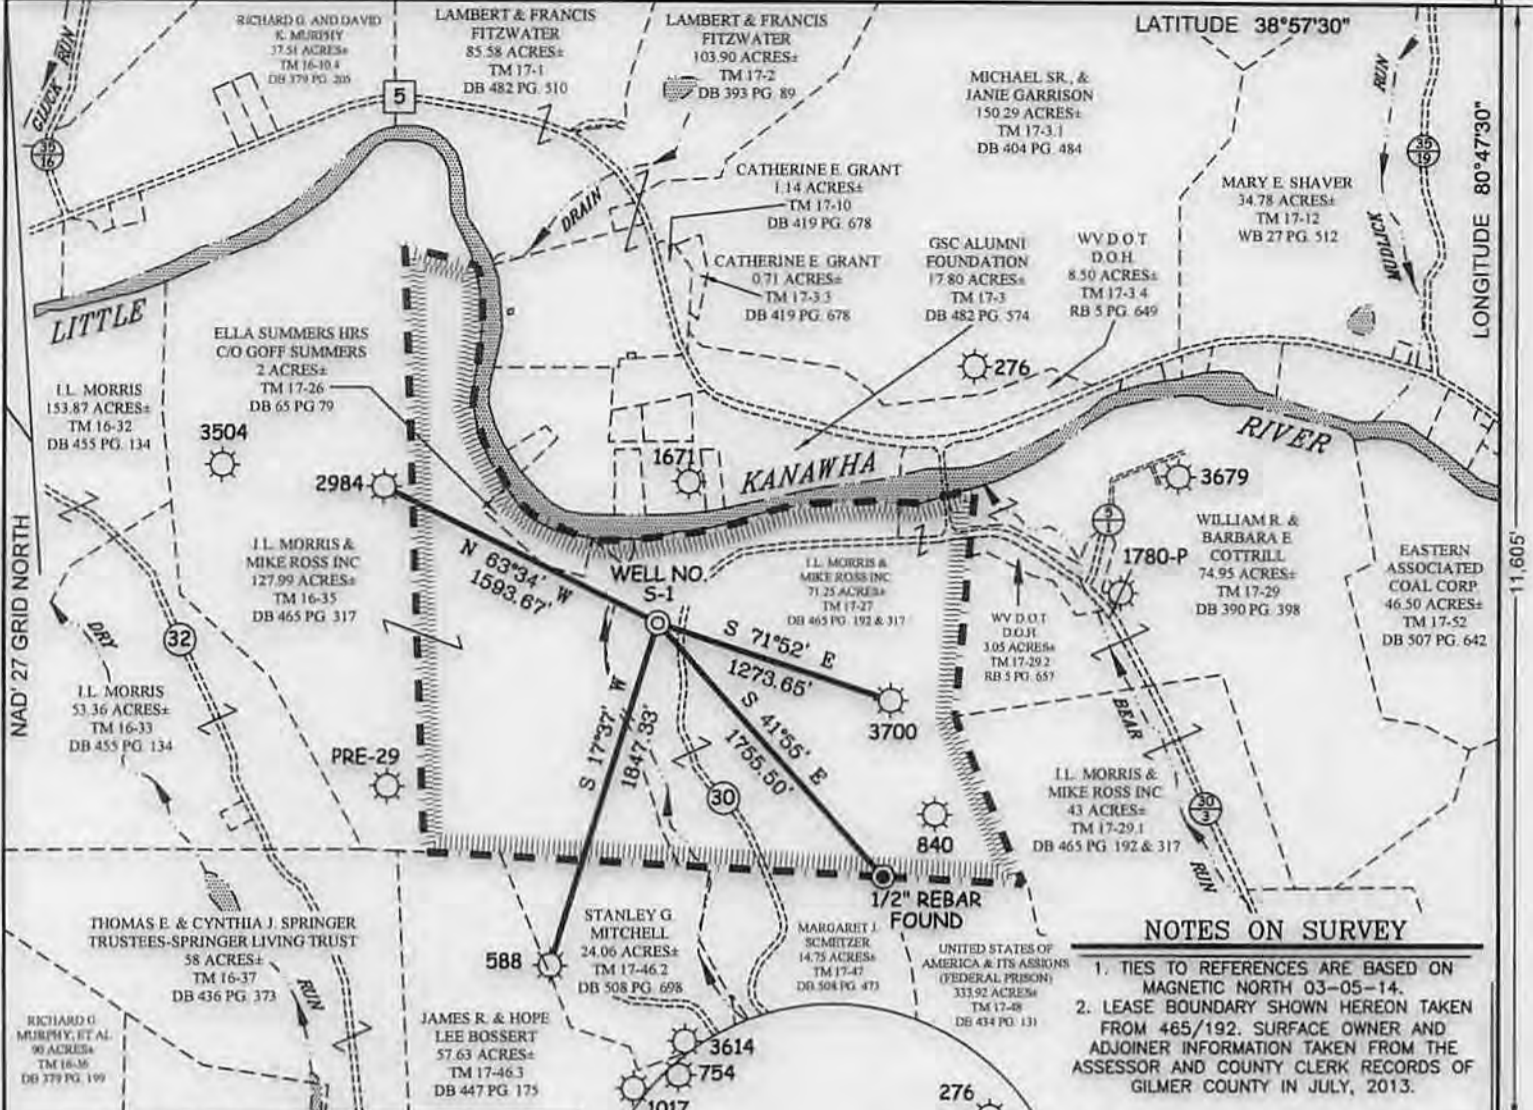 RICHARD G. AND DAVID
K. MURPHY
37.51 ACRES±
TM 16-10.4
DB 379 PG. 205
LAMBERT & FRANCIS
FITZWATER
85.58 ACRES±
TM 17-1
DB 482 PG. 510
LAMBERT & FRANCIS
FITZWATER
103.90 ACRES±
TM 17-2
DB 393 PG. 89
LATITUDE 38°57'30"
MICHAEL SR., &
JANIE GARRISON
150.29 ACRES±
TM 17-3.1
DB 404 PG. 484
GLUCK RUN
35
16
5
RUN
MUDLICK
35
19
LONGITUDE 80°47'30"
11,605'
CATHERINE E. GRANT
1.14 ACRES±
TM 17-10
DB 419 PG. 678
MARY E. SHAVER
34.78 ACRES±
TM 17-12
WB 27 PG. 512
DRAIN
CATHERINE E. GRANT
0.71 ACRES±
TM 17-3.3
DB 419 PG. 678
GSC ALUMNI
FOUNDATION
17.80 ACRES±
TM 17-3
DB 482 PG. 574
WV D.O.T
D.O.H.
8.50 ACRES±
TM 17-3.4
RB 5 PG. 649
LITTLE
KANAWHA
RIVER
ELLA SUMMERS HRS
C/O GOFF SUMMERS
2 ACRES±
TM 17-26
DB 65 PG 79
276
I.L. MORRIS
153.87 ACRES±
TM 16-32
DB 455 PG. 134
3504
2984
1671
3679
NAD' 27 GRID NORTH
I.L. MORRIS &
MIKE ROSS INC
127.99 ACRES±
TM 16-35
DB 465 PG. 317
N 63°34' W
1593.67'
WELL NO.
S-1
I.L. MORRIS &
MIKE ROSS INC
71.25 ACRES±
TM 17-27
DB 465 PG. 192 & 317
5
1
1780-P
WILLIAM R. &
BARBARA E.
COTTRILL
74.95 ACRES±
TM 17-29
DB 390 PG. 398
EASTERN
ASSOCIATED
COAL CORP.
46.50 ACRES±
TM 17-52
DB 507 PG. 642
WV D.O.T
D.O.H.
3.05 ACRES±
TM 17-29.2
RB 5 PG. 657
DRY
32
S 71°52' E
1273.65'
3700
I.L. MORRIS
53.36 ACRES±
TM 16-33
DB 455 PG. 134
S 17°37' W
1847.33'
S 41°55' E
1755.50'
BEAR
PRE-29
30
840
I.L. MORRIS &
MIKE ROSS INC
43 ACRES±
TM 17-29.1
DB 465 PG. 192 & 317
30
3
RUN
1/2" REBAR
FOUND
THOMAS E. & CYNTHIA J. SPRINGER
TRUSTEES-SPRINGER LIVING TRUST
58 ACRES±
TM 16-37
DB 436 PG. 373
RUN
588
STANLEY G.
MITCHELL
24.06 ACRES±
TM 17-46.2
DB 508 PG. 698
MARGARET J.
SCMETZER
14.75 ACRES±
TM 17-47
DB 508 PG. 473
UNITED STATES OF
AMERICA & ITS ASSIGNS
(FEDERAL PRISON)
333.92 ACRES±
TM 17-48
DB 434 PG. 131
RICHARD G.
MURPHY, ET AL.
90 ACRES±
TM 16-36
DB 379 PG. 199
JAMES R. & HOPE
LEE BOSSERT
57.63 ACRES±
TM 17-46.3
DB 447 PG. 175
3614
754
1017
276
NOTES ON SURVEY
1. TIES TO REFERENCES ARE BASED ON
MAGNETIC NORTH 03-05-14.
2. LEASE BOUNDARY SHOWN HEREON TAKEN
FROM 465/192. SURFACE OWNER AND
ADJOINER INFORMATION TAKEN FROM THE
ASSESSOR AND COUNTY CLERK RECORDS OF
GILMER COUNTY IN JULY, 2013.